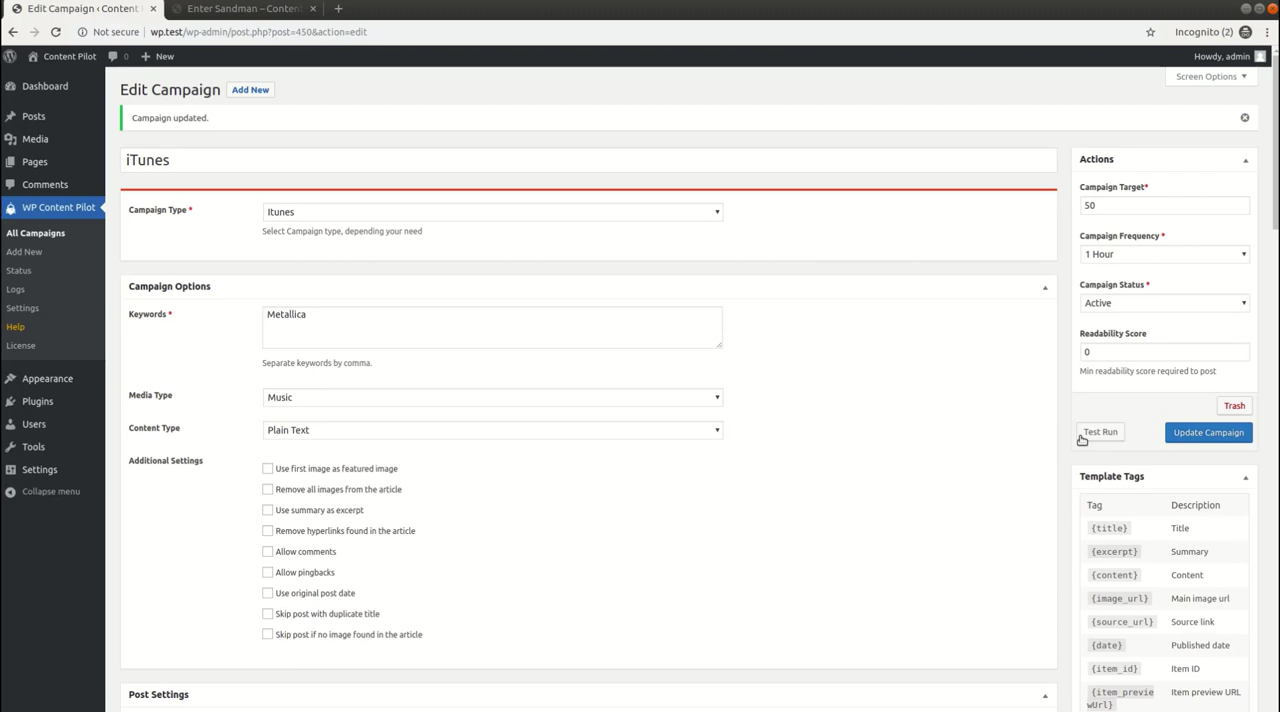 Edit Campaign ‹ Content
Enter Sandman – Conten
Not secure wp.test/wp-admin/post.php?post=450&action=edit
Incognito (2)
Content Pilot 0 New
Howdy, admin
Screen Options
Dashboard
Posts
Media
Pages
Comments
WP Content Pilot
All Campaigns
Add New
Status
Logs
Settings
Help
License
Appearance
Plugins
Users
Tools
Settings
Collapse menu
Edit Campaign Add New
Campaign updated.
iTunes
Campaign Type *
Itunes
Select Campaign type, depending your need
Campaign Options
Keywords *
Metallica
Separate keywords by comma.
Media Type
Music
Content Type
Plain Text
Additional Settings
Use first image as featured image
Remove all images from the article
Use summary as excerpt
Remove hyperlinks found in the article
Allow comments
Allow pingbacks
Use original post date
Skip post with duplicate title
Skip post if no image found in the article
Post Settings
Actions
Campaign Target*
50
Campaign Frequency *
1 Hour
Campaign Status *
Active
Readability Score
0
Min readability score required to post
Trash
Test Run Update Campaign
Template Tags
Tag Description
{title} Title
{excerpt} Summary
{content} Content
{image_url} Main image url
{source_url} Source link
{date} Published date
{item_id} Item ID
{item_previe Item preview URL
wUrl}